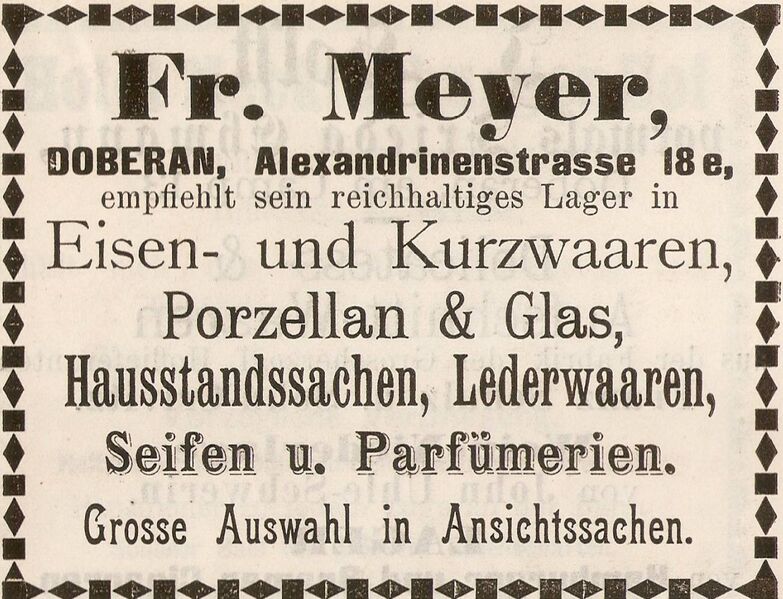 Fr. Meyer,
DOBERAN, Alexandrinenstrasse 18 e,
empfiehlt sein reichhaltiges Lager in
Eisen- und Kurzwaaren,
Porzellan & Glas,
Hausstandssachen, Lederwaaren,
Seifen u. Parfümerien.
Grosse Auswahl in Ansichtssachen.